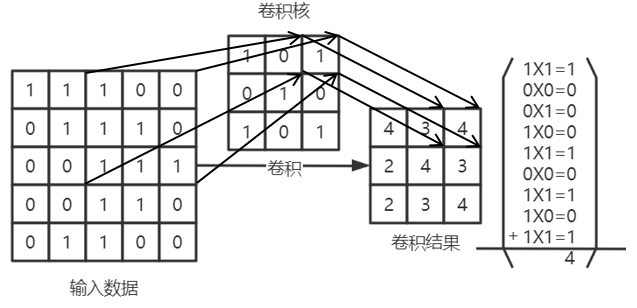 卷积核
1 0 1
0 1 0
1 0 1
1 1 1 0 0
0 1 1 1 0
0 0 1 1 1
0 0 1 1 0
0 1 1 0 0
输入数据
卷积
4 3 4
2 4 3
2 3 4
卷积结果
1X1=1
0X0=0
0X1=0
1X0=0
1X1=1
0X0=0
1X1=1
1X0=0
+1X1=1
4